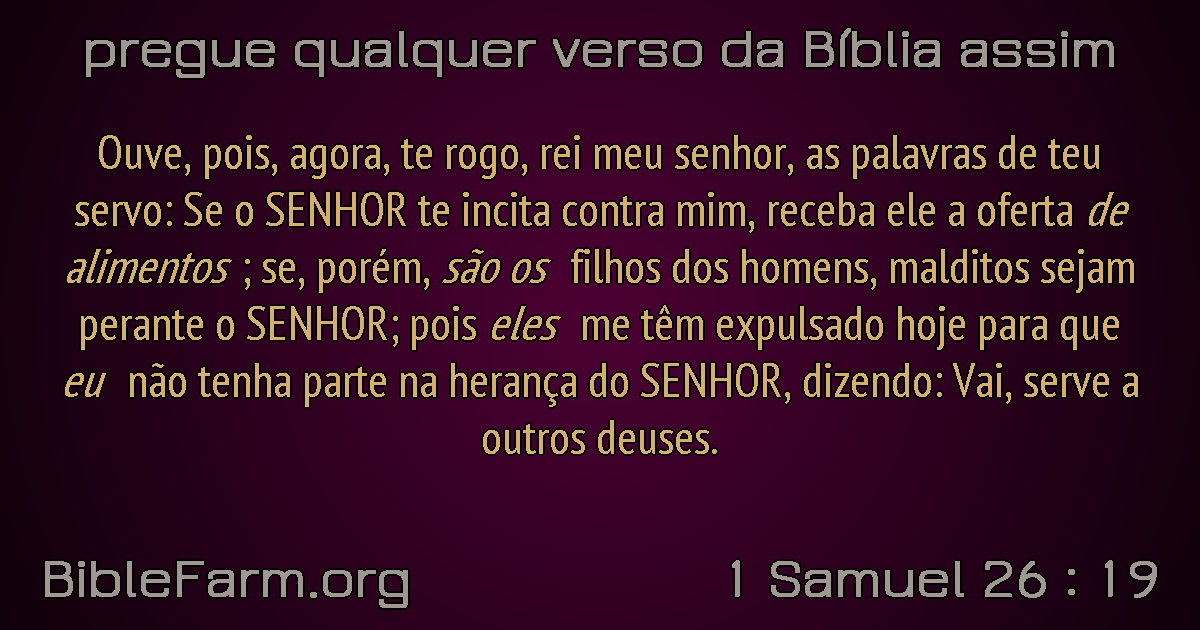 pregue qualquer verso da Bíblia assim
Ouve, pois, agora, te rogo, rei meu senhor, as palavras de teu
servo: Se o SENHOR te incita contra mim, receba ele a oferta de
alimentos ; se, porém, são os filhos dos homens, malditos sejam
perante o SENHOR; pois eles me têm expulsado hoje para que
eu não tenha parte na herança do SENHOR, dizendo: Vai, serve a
outros deuses.
BibleFarm.org
1 Samuel 26 : 19